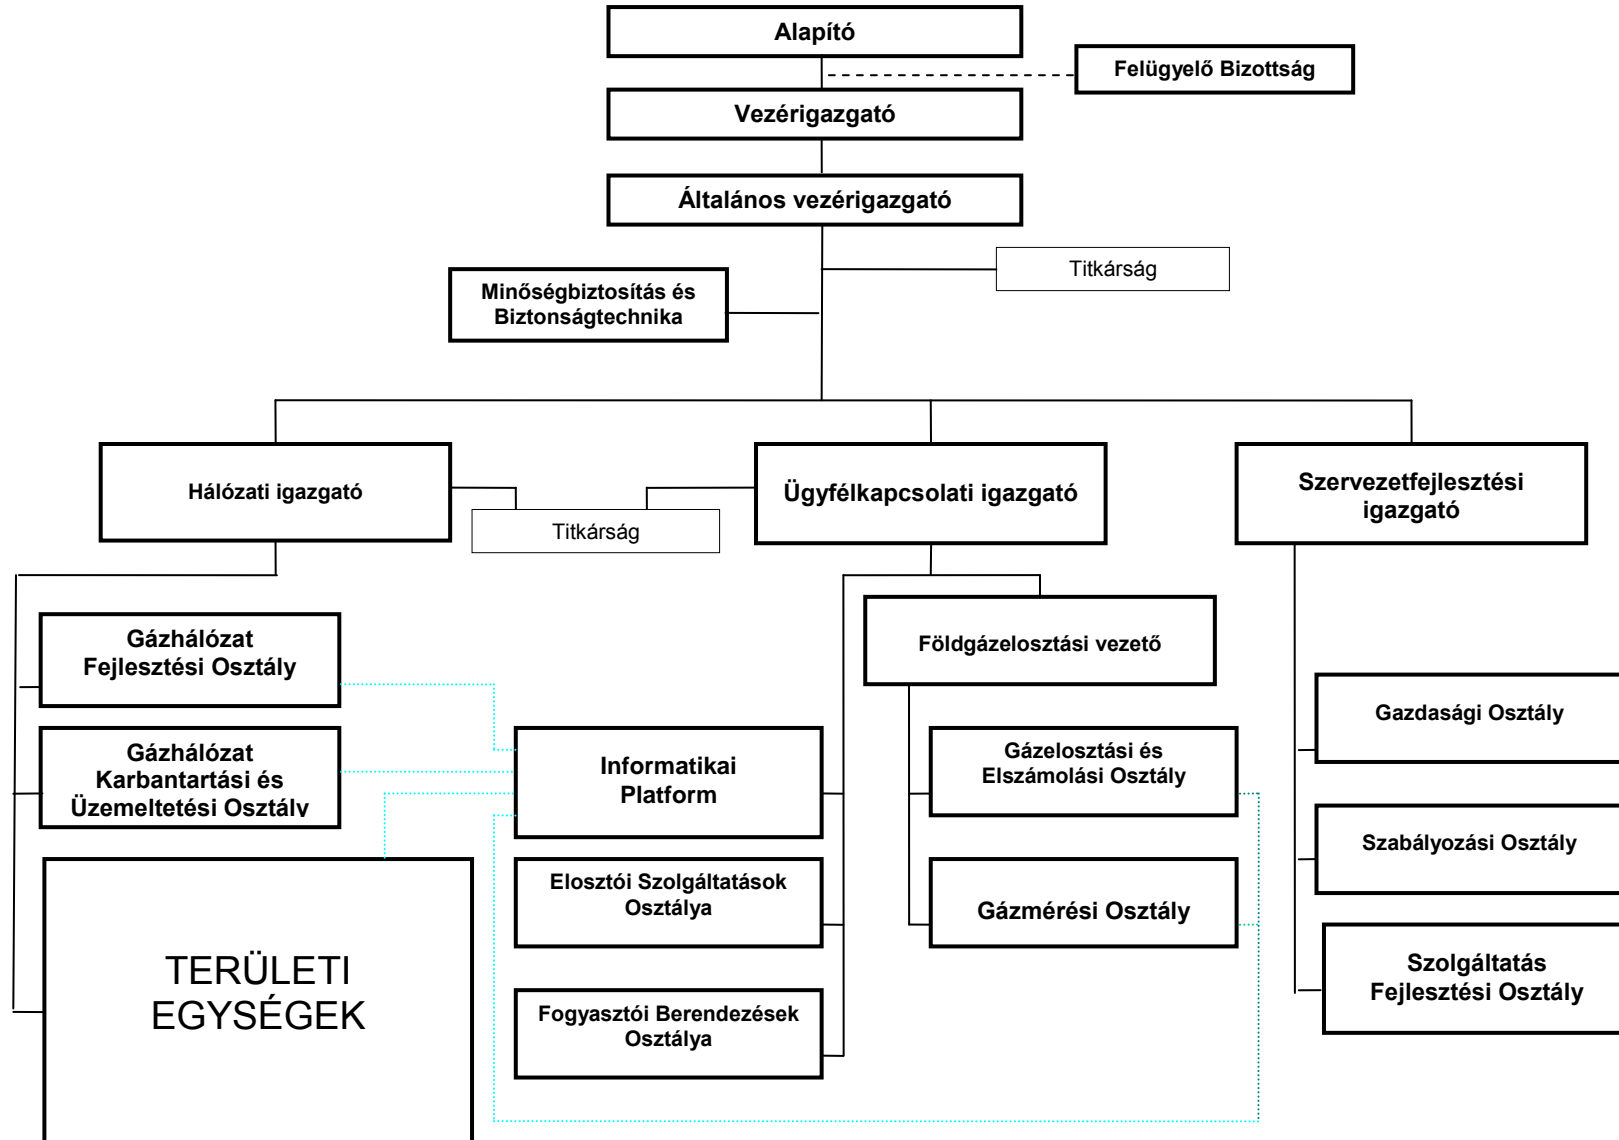 Alapító
Felügyelő Bizottság
Vezérigazgató
Általános vezérigazgató
Titkárság
Minőségbiztosítás és
Biztonságtechnika
Hálózati igazgató
Titkárság
Ügyfélkapcsolati igazgató
Szervezetfejlesztési
igazgató
Gázhálózat
Fejlesztési Osztály
Gázhálózat
Karbantartási és
Üzemeltetési Osztály
TERÜLETI
EGYSÉGEK
Informatikai
Platform
Elosztói Szolgáltatások
Osztálya
Fogyasztói Berendezések
Osztálya
Földgázelosztási vezető
Gázelosztási és
Elszámolási Osztály
Gázmérési Osztály
Gazdasági Osztály
Szabályozási Osztály
Szolgáltatás
Fejlesztési Osztály